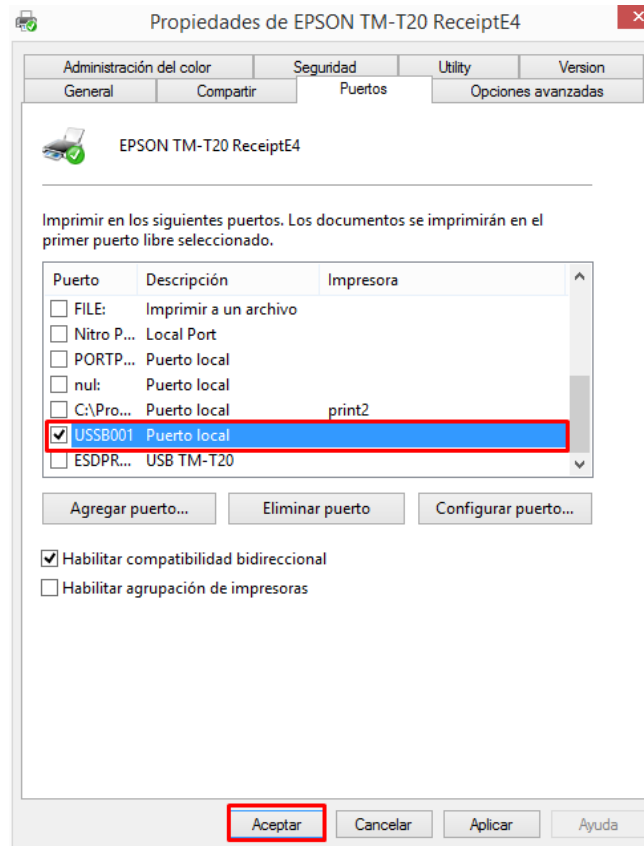 Propiedades de EPSON TM-T20 ReceiptE4
Administración del color Seguridad Utility Version
General Compartir Puertos Opciones avanzadas
EPSON TM-T20 ReceiptE4
Imprimir en los siguientes puertos. Los documentos se imprimirán en el
primer puerto libre seleccionado.
Puerto Descripción Impresora
FILE: Imprimir a un archivo
Nitro P... Local Port
PORTP... Puerto local
nul: Puerto local
C:\Pro... Puerto local print2
USSB001 Puerto local
ESDPR... USB TM-T20
Agregar puerto... Eliminar puerto Configurar puerto...
Habilitar compatibilidad bidireccional
Habilitar agrupación de impresoras
Aceptar Cancelar Aplicar Ayuda